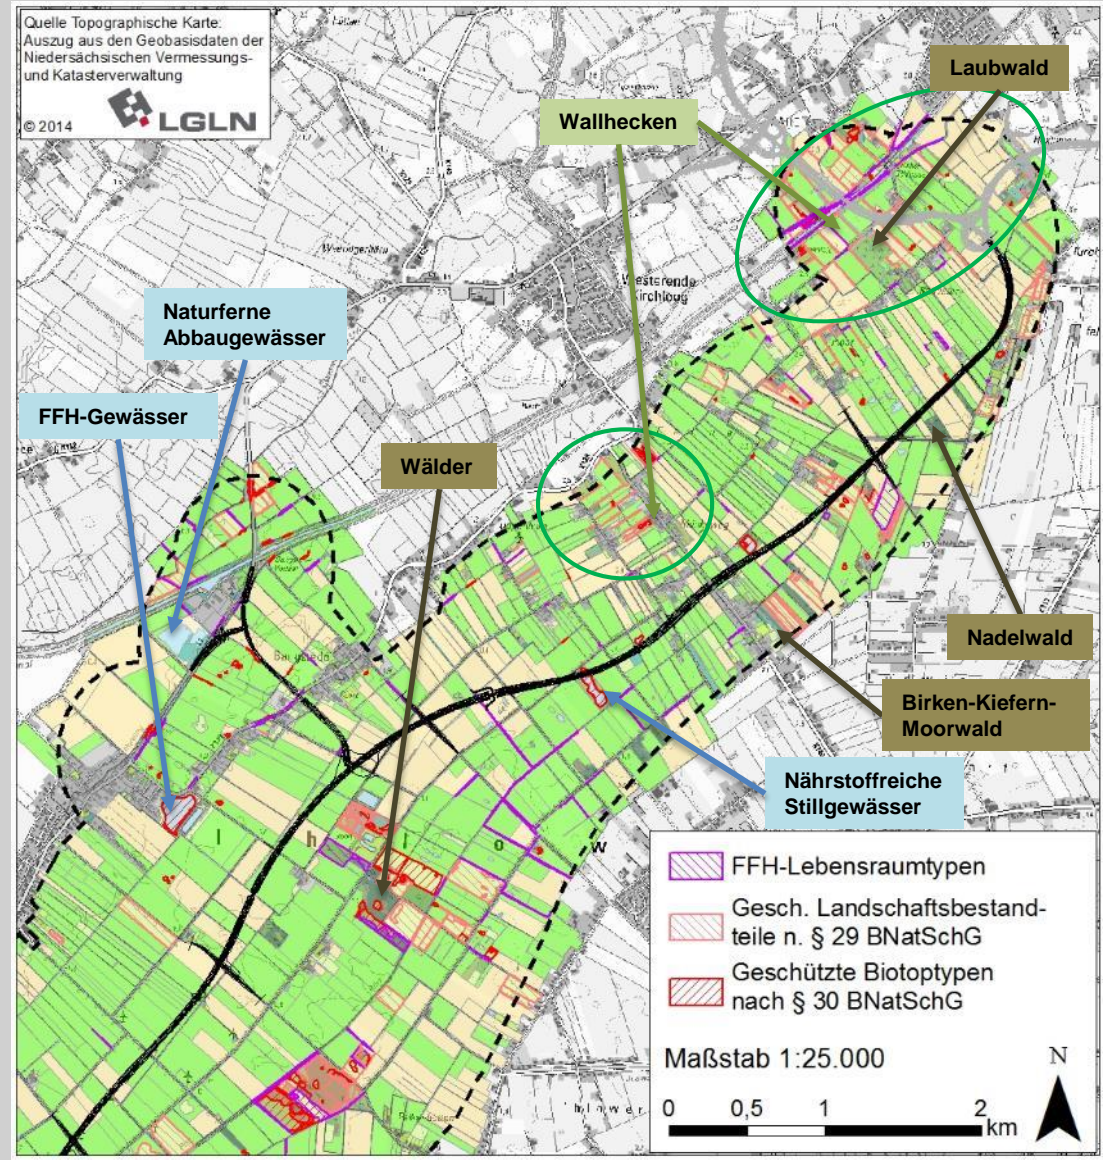 Quelle Topographische Karte:
Auszug aus den Geobasisdaten der
Niedersächsischen Vermessungs-
und Katasterverwaltung
© 2014
LGLN
Laubwald
Wallhecken
Westerende
Kirchloog
Naturferne
Abbaugewässer
FFH-Gewässer
Wälder
Nadelwald
Birken-Kiefern-
Moorwald
Nährstoffreiche
Stillgewässer
I h l o w
FFH-Lebensraumtypen
Gesch. Landschaftsbestand-
teile n. § 29 BNatSchG
Geschützte Biotoptypen
nach § 30 BNatSchG
Maßstab 1:25.000
N
0 0,5 1 2
km